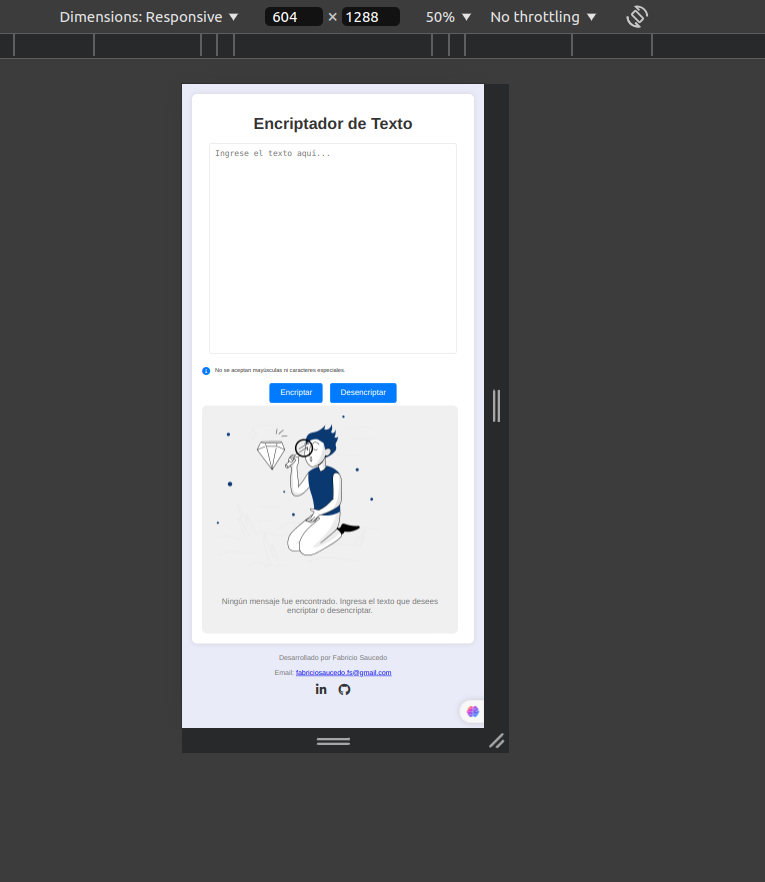 Dimensions: Responsive ▼ 604 × 1288 50% ▼ No throttling ▼
Encriptador de Texto
Ingrese el texto aquí...
No se aceptan mayúsculas ni caracteres especiales.
Encriptar Desencriptar
Ningún mensaje fue encontrado. Ingresa el texto que desees
encriptar o desencriptar.
Desarrollado por Fabricio Saucedo
Email: fabriciosaucedo.fs@gmail.com
in